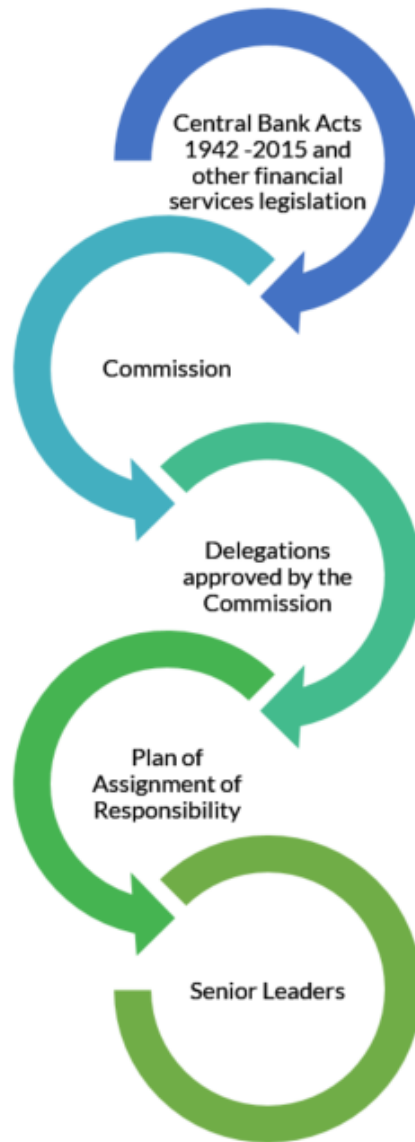 Central Bank Acts
1942 -2015 and
other financial
services legislation
Commission
Delegations
approved by the
Commission
Plan of
Assignment of
Responsibility
Senior Leaders